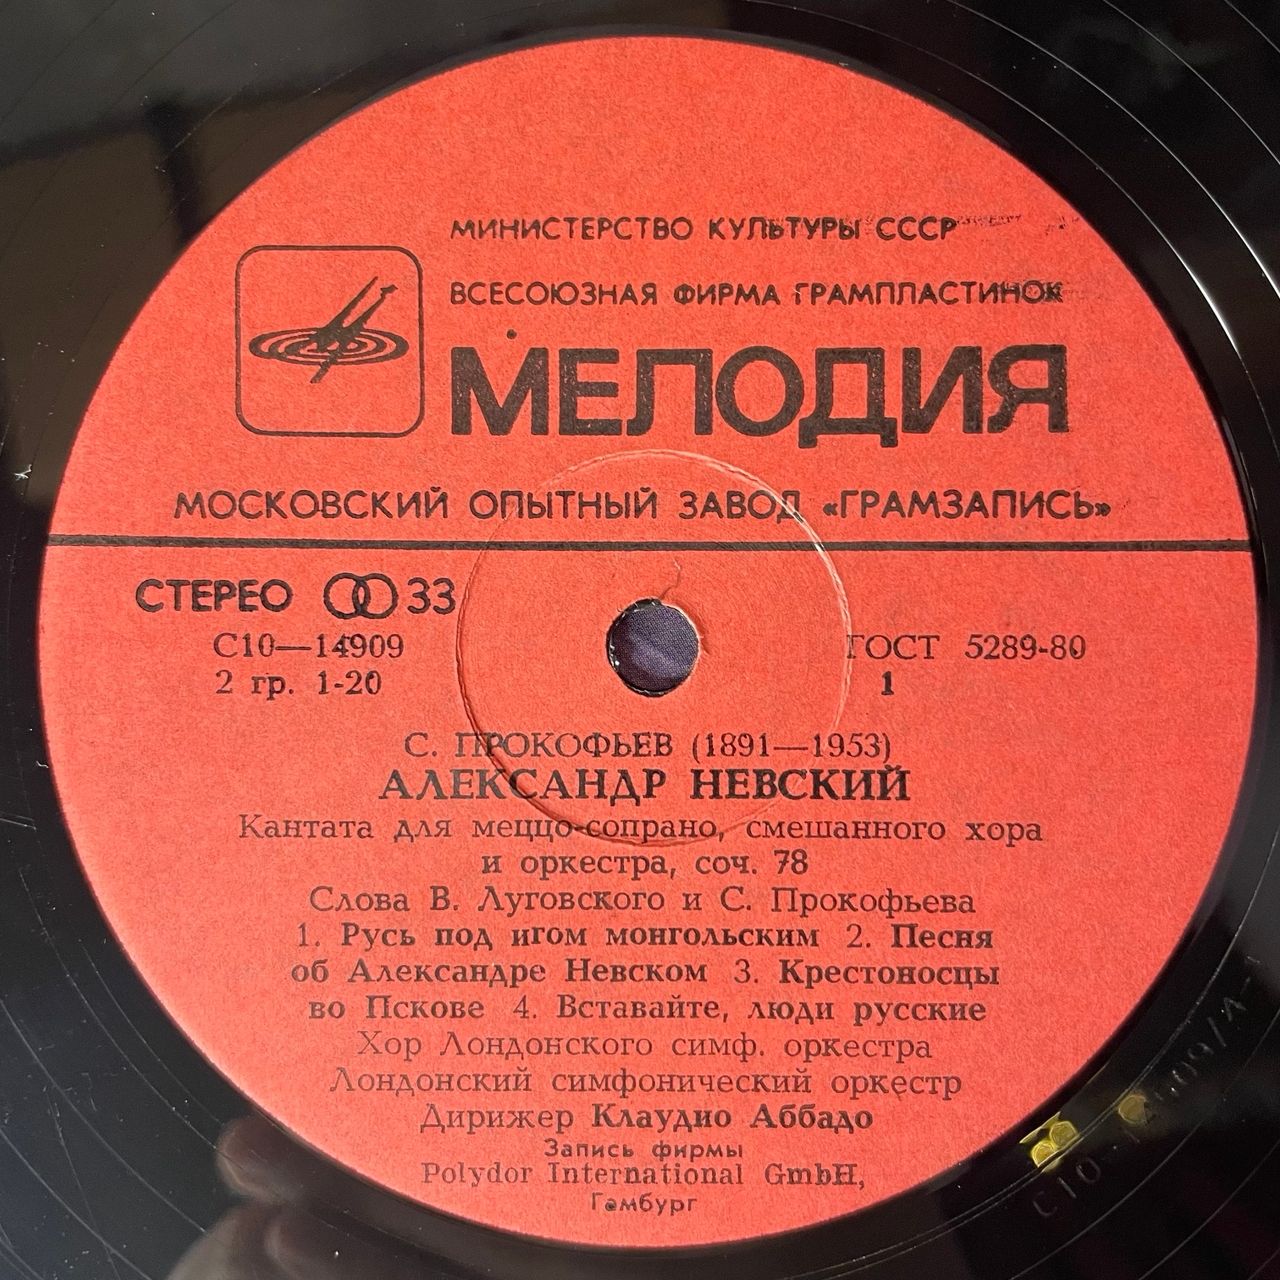 МИНИСТЕРСТВО КУЛЬТУРЫ СССР
ВСЕСОЮЗНАЯ ФИРМА ГРАМПЛАСТИНОК
МЕЛОДИЯ
МОСКОВСКИЙ ОПЫТНЫЙ ЗАВОД «ГРАМЗАПИСЬ»
СТЕРЕО 33
С10—14909 ГОСТ 5289-80
2 гр. 1-20 1
С. ПРОКОФЬЕВ (1891—1953)
АЛЕКСАНДР НЕВСКИЙ
Кантата для меццо-сопрано, смешанного хора
и оркестра, соч. 78
Слова В. Луговского и С. Прокофьева
1. Русь под игом монгольским 2. Песня
об Александре Невском 3. Крестоносцы
во Пскове 4. Вставайте, люди русские
Хор Лондонского симф. оркестра
Лондонский симфонический оркестр
Дирижер Клаудио Аббадо
Запись фирмы
Polydor International GmbH,
Гамбург